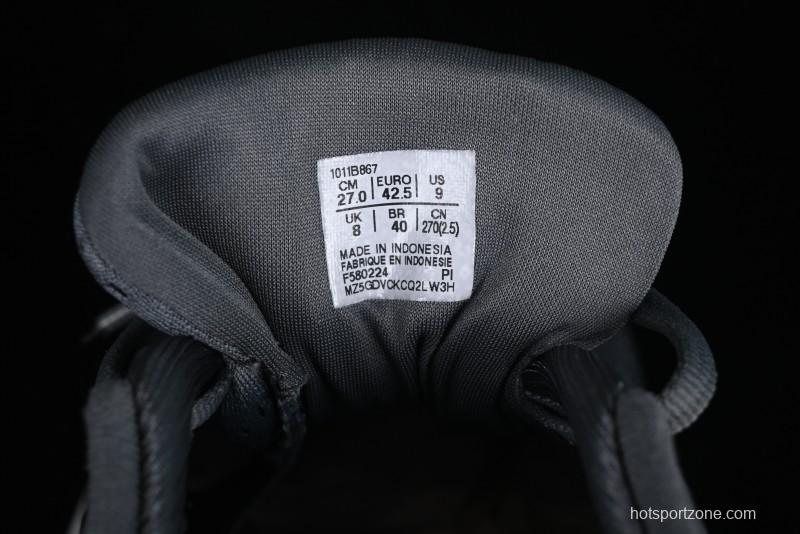 1011B867
CM EURO US
27.0 42.5 9
UK BR CN
8 40 270(2.5)
MADE IN INDONESIA
FABRIQUE EN INDONESIE
F580224 PI
MZ5GDVCKCQ2LW3H
hotsportzone.com